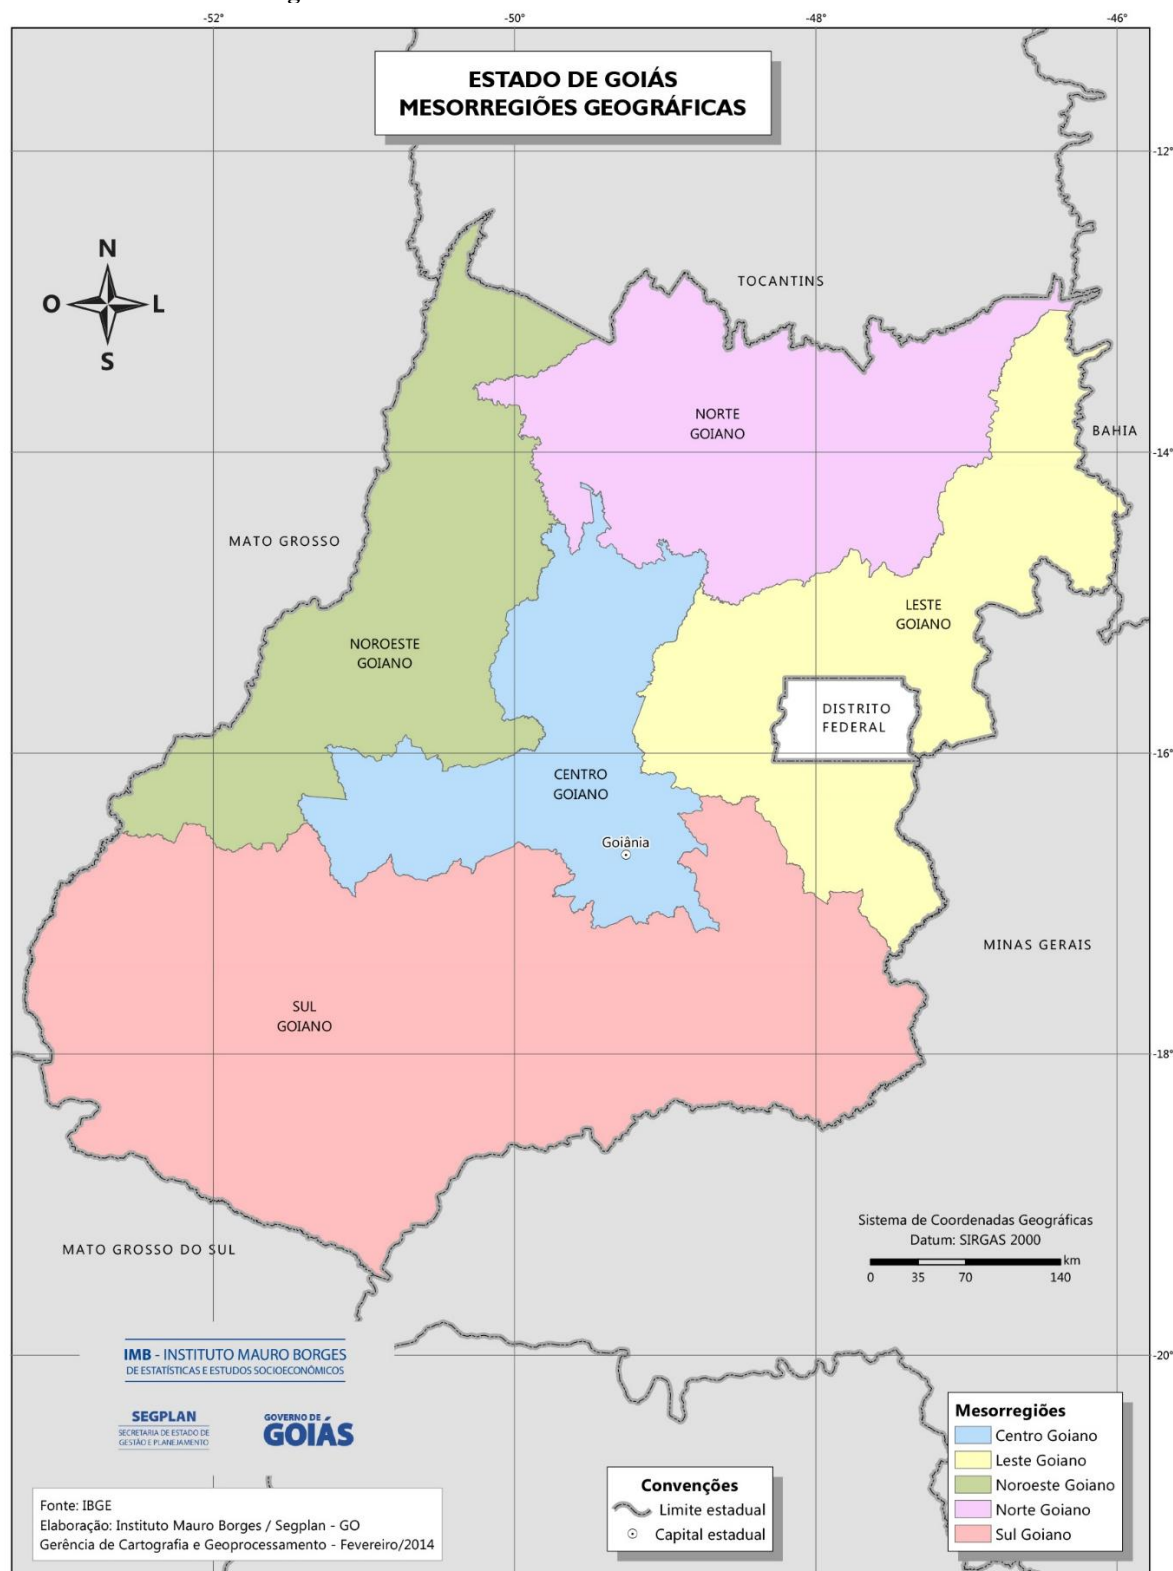 -52°
-50°
-48°
-46°
ESTADO DE GOIÁS
MESORREGIÕES GEOGRÁFICAS
-12°
N
O
L
S
TOCANTINS
NORTE
GOIANO
BAHIA
-14°
MATO GROSSO
LESTE
GOIANO
NOROESTE
GOIANO
DISTRITO
FEDERAL
-16°
CENTRO
GOIANO
Goiânia
MINAS GERAIS
SUL
GOIANO
-18°
MATO GROSSO DO SUL
Sistema de Coordenadas Geográficas
Datum: SIRGAS 2000
km
0 35 70 140
-20°
IMB - INSTITUTO MAURO BORGES
DE ESTATÍSTICAS E ESTUDOS SOCIOECONÔMICOS
SEGPLAN
SECRETARIA DE ESTADO DE
GESTÃO E PLANEJAMENTO
GOVERNO DE
GOIÁS
Mesorregiões
Centro Goiano
Leste Goiano
Noroeste Goiano
Norte Goiano
Sul Goiano
Convenções
Limite estadual
Capital estadual
Fonte: IBGE
Elaboração: Instituto Mauro Borges / Segplan - GO
Gerência de Cartografia e Geoprocessamento - Fevereiro/2014